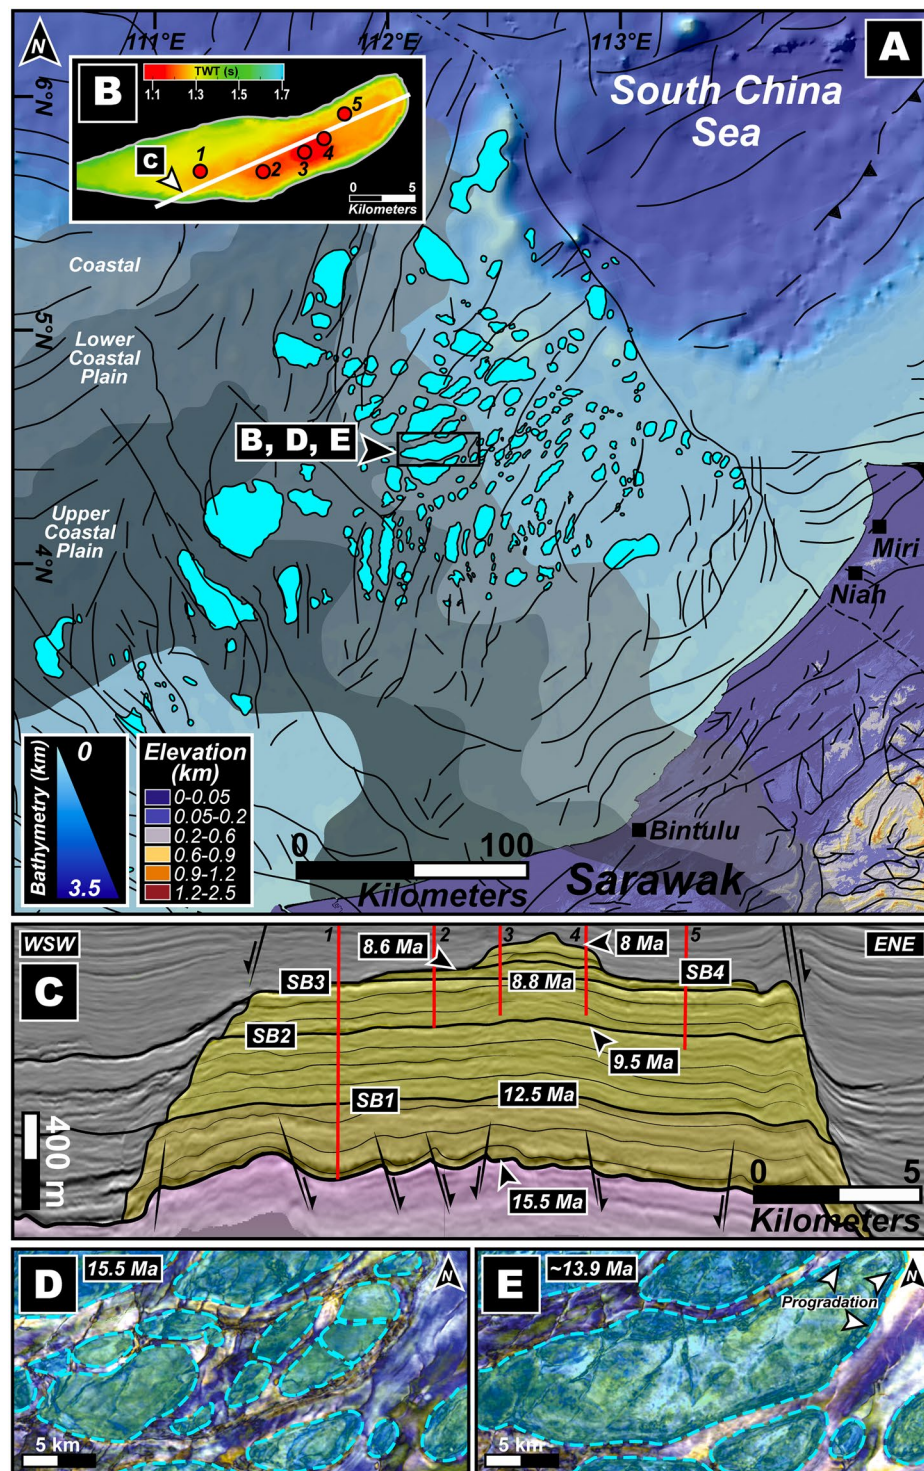 A
111°E
112°E
113°E
N
6°N
5°N
4°N
South China
Sea
B
TWT (s)
1.1
1.3
1.5
1.7
1
2
3
4
5
C
0
5
Kilometers
Coastal
Lower
Coastal
Plain
Upper
Coastal
Plain
B, D, E
Miri
Niah
Bintulu
Sarawak
Bathymetry (km)
0
3.5
Elevation
(km)
0-0.05
0.05-0.2
0.2-0.6
0.6-0.9
0.9-1.2
1.2-2.5
0
100
Kilometers
WSW
ENE
C
1
2
3
4
5
8.6 Ma
8 Ma
SB3
8.8 Ma
SB4
SB2
9.5 Ma
SB1
12.5 Ma
15.5 Ma
400 m
0
5
Kilometers
D
15.5 Ma
N
5 km
E
~13.9 Ma
N
Progradation
5 km